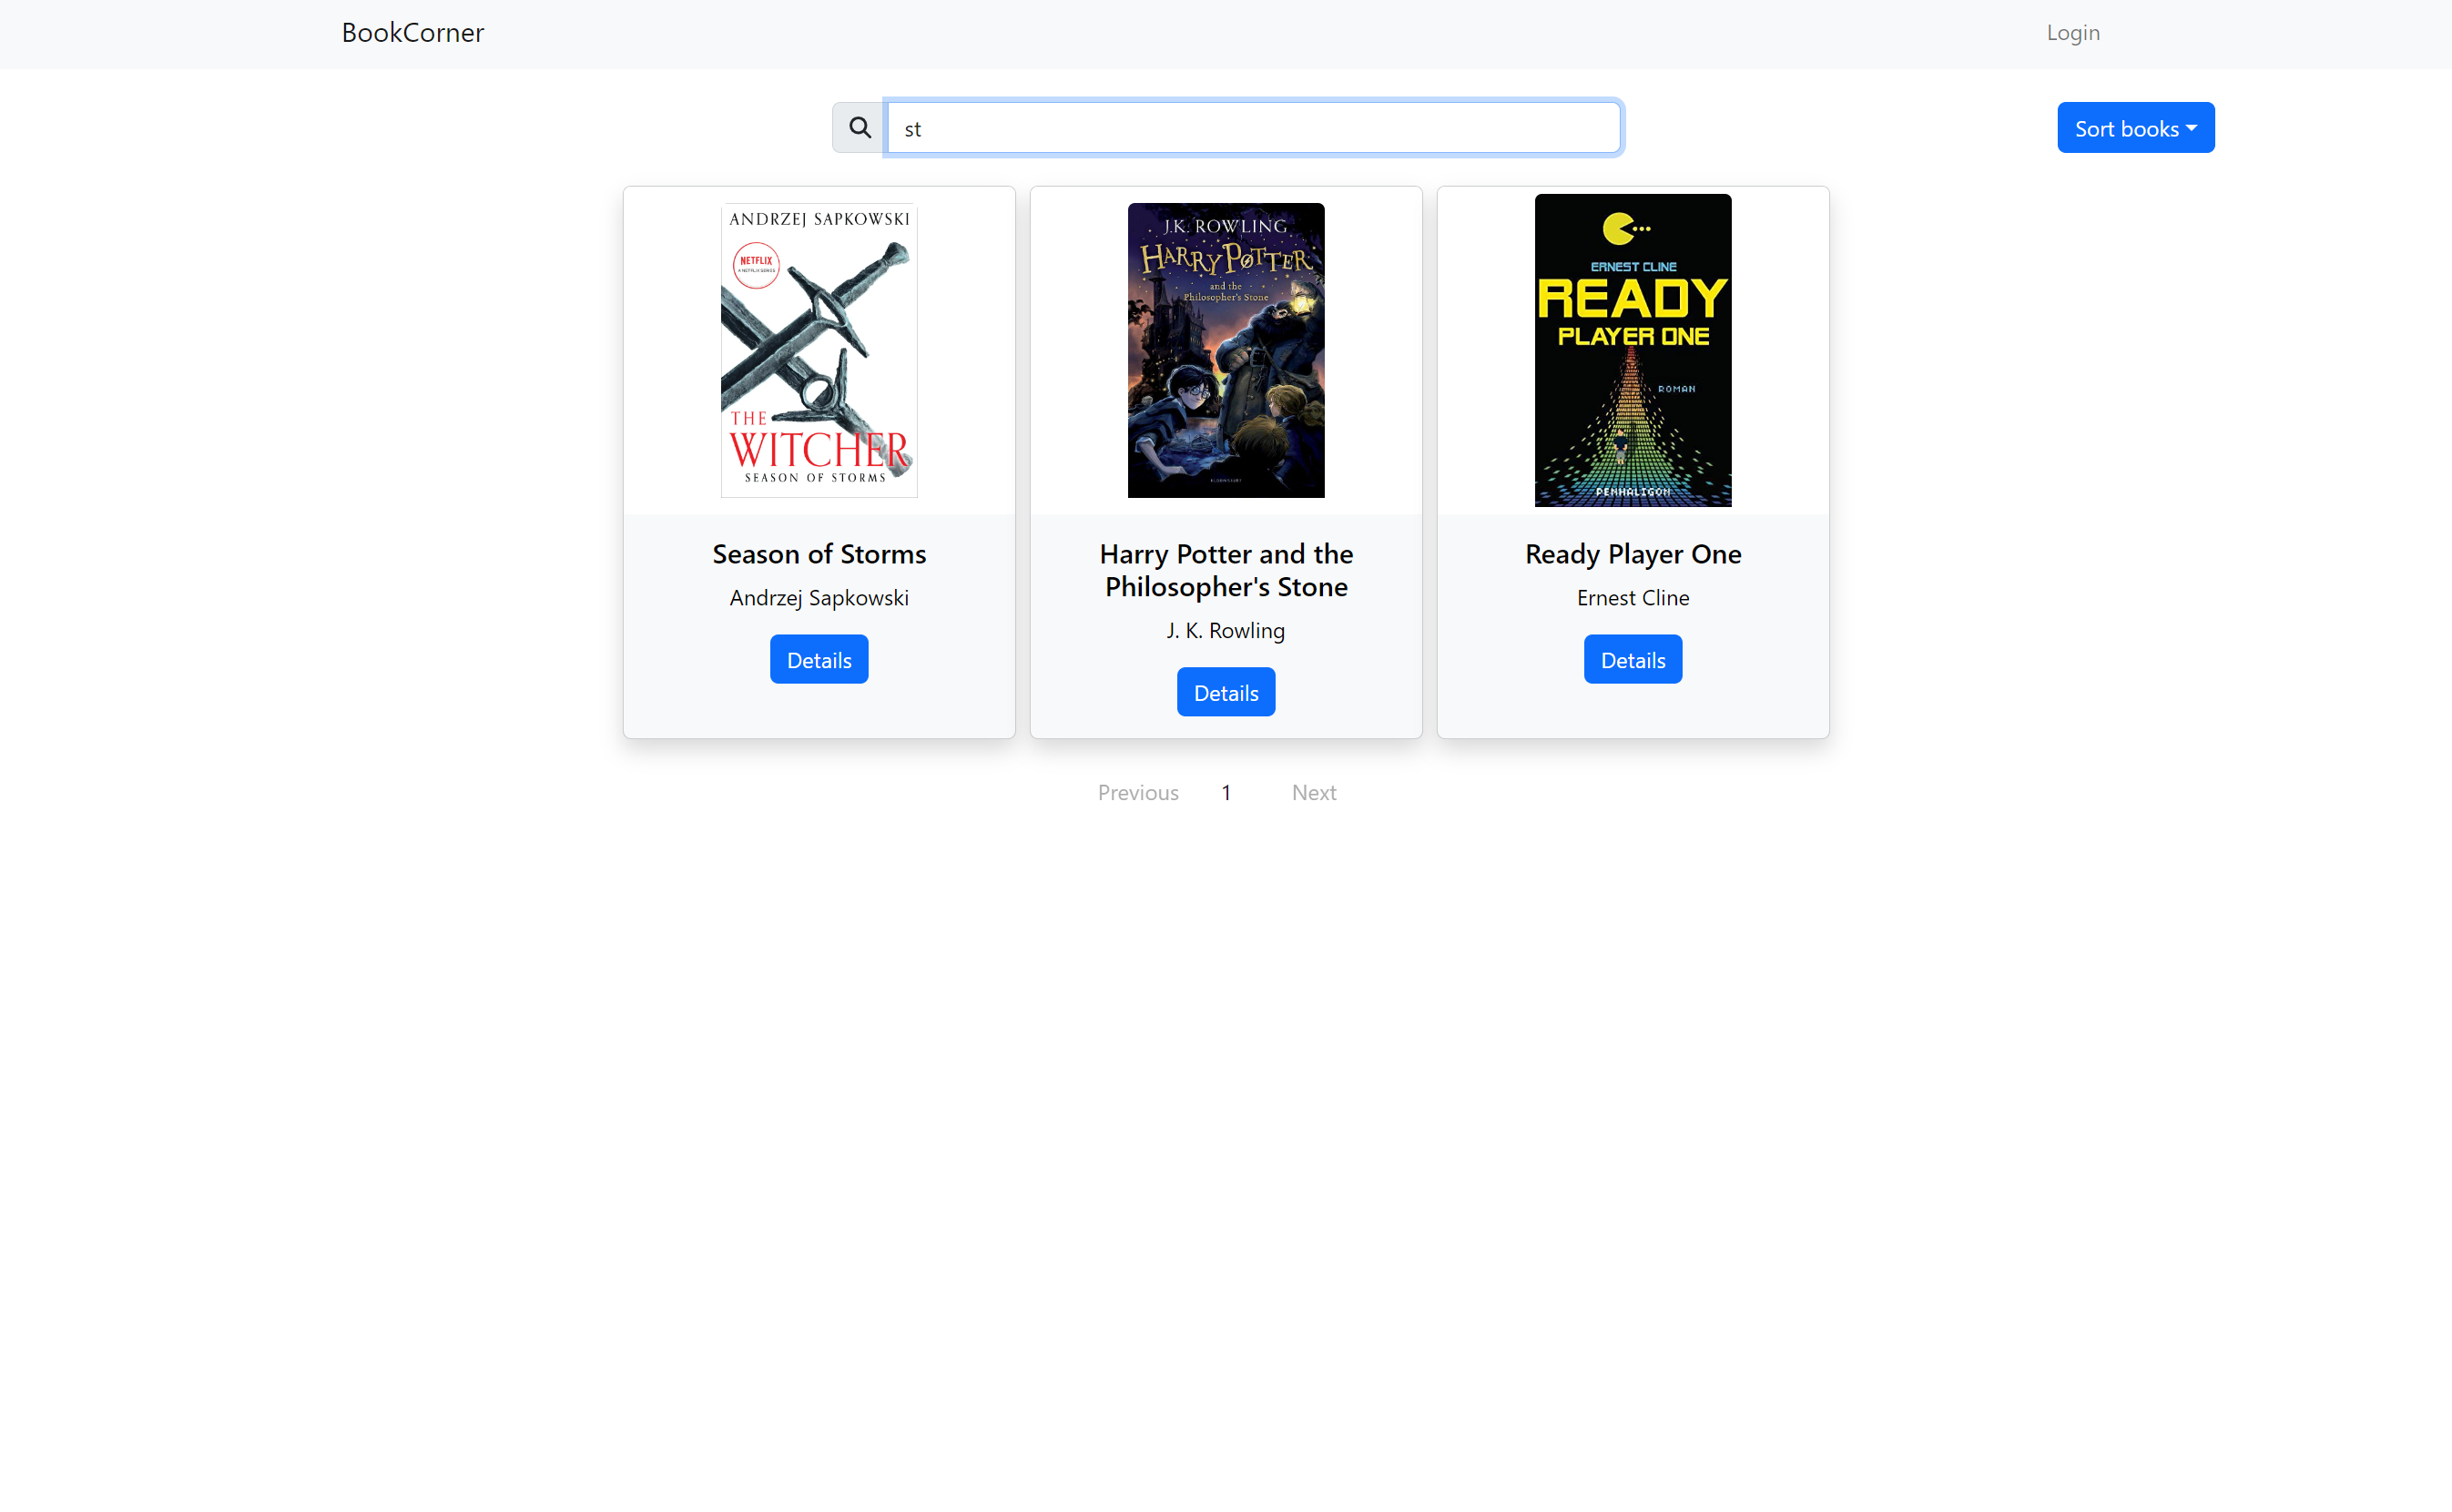 BookCorner
Login
st
Sort books
ANDRZEJ SAPKOWSKI
NETFLIX
A NETFLIX SERIES
THE
WITCHER
SEASON OF STORMS
Season of Storms
Andrzej Sapkowski
Details
J.K. ROWLING
HARRY POTTER
and the
Philosopher's Stone
Harry Potter and the
Philosopher's Stone
J. K. Rowling
Details
ERNEST CLINE
READY
PLAYER ONE
ROMAN
PENHALIGON
Ready Player One
Ernest Cline
Details
Previous 1 Next